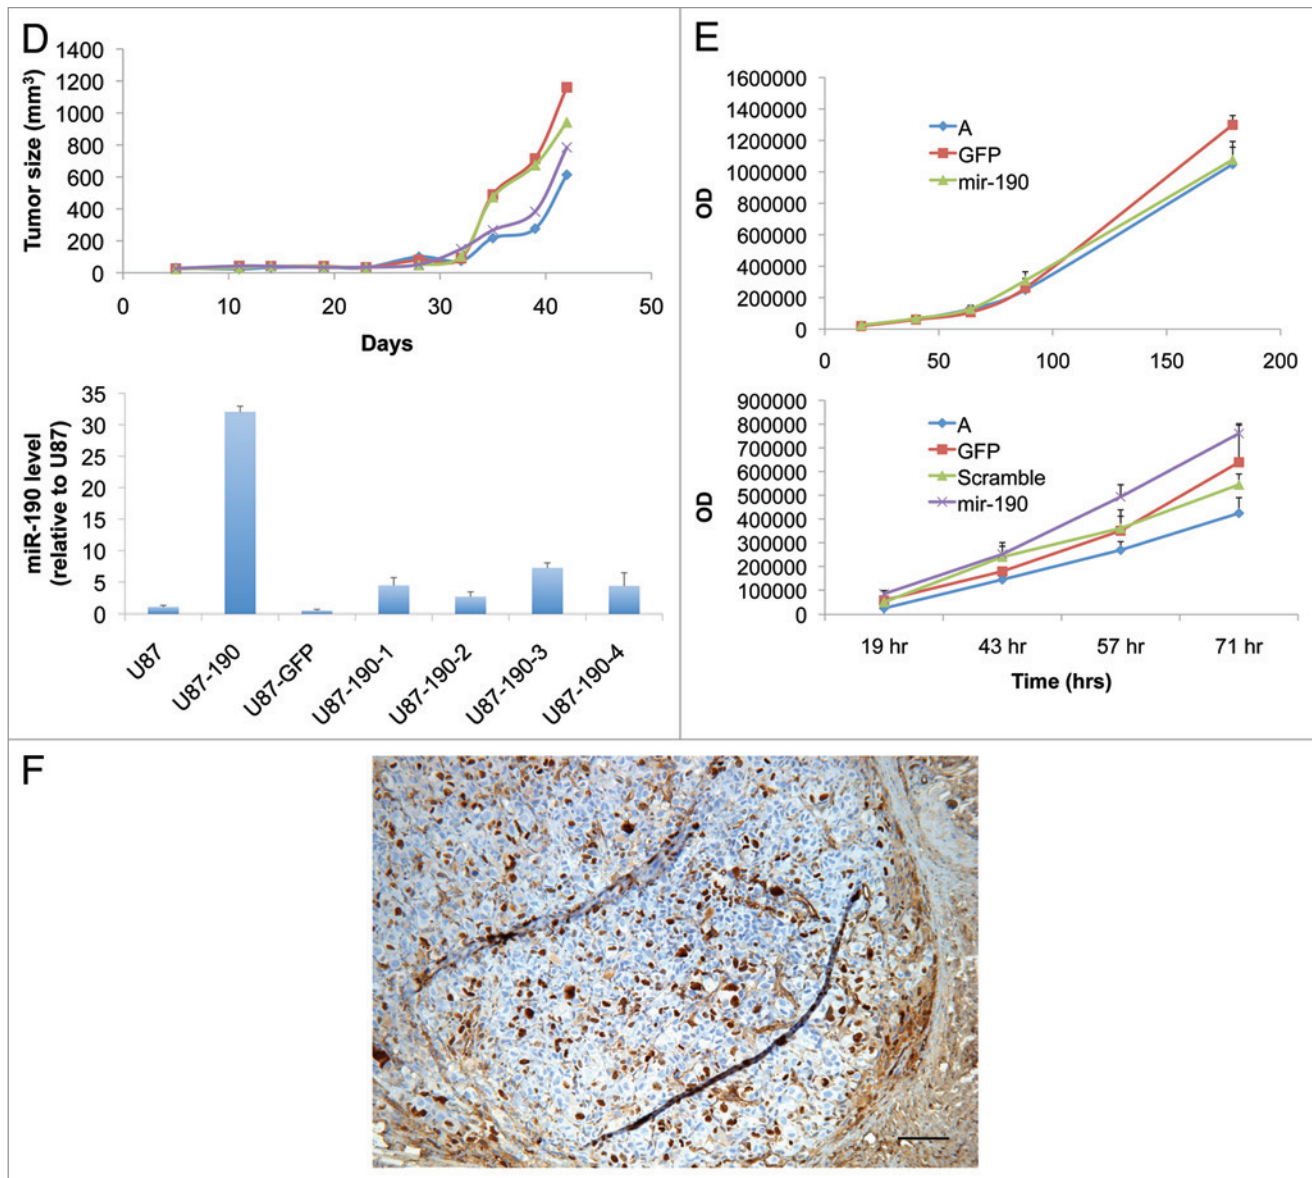 D
1400
1200
1000
800
600
400
200
0
Tumor size (mm³)
0 10 20 30 40 50
Days
35
30
25
20
15
10
5
0
miR-190 level
(relative to U87)
U87
U87-190
U87-GFP
U87-190-1
U87-190-2
U87-190-3
U87-190-4
E
1600000
1400000
1200000
1000000
800000
600000
400000
200000
0
OD
A
GFP
mir-190
0 50 100 150 200
900000
800000
700000
600000
500000
400000
300000
200000
100000
0
OD
A
GFP
Scramble
mir-190
19 hr 43 hr 57 hr 71 hr
Time (hrs)
F